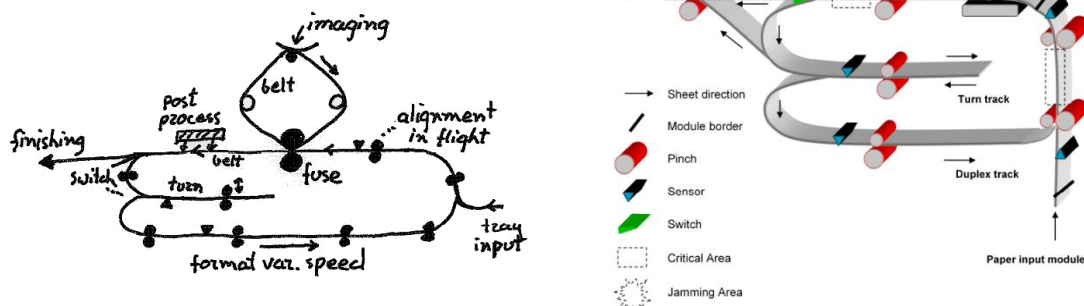 imaging
belt
post
process
alignment
in flight
finishing
belt
fuse
switch
turn
tray
input
format var. speed
Sheet direction
Module border
Pinch
Sensor
Switch
Critical Area
Jamming Area
Turn track
Duplex track
Paper input module